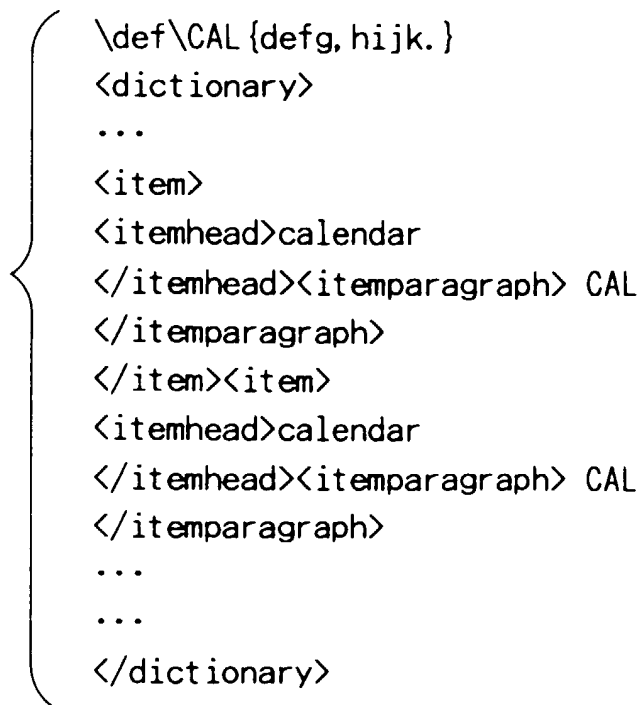 \def\CAL{defg, hijk.}
<dictionary>
...
<item>
<itemhead>calendar
</itemhead><itemparagraph> CAL
</itemparagraph>
</item><item>
<itemhead>calendar
</itemhead><itemparagraph> CAL
</itemparagraph>
...
...
</dictionary>